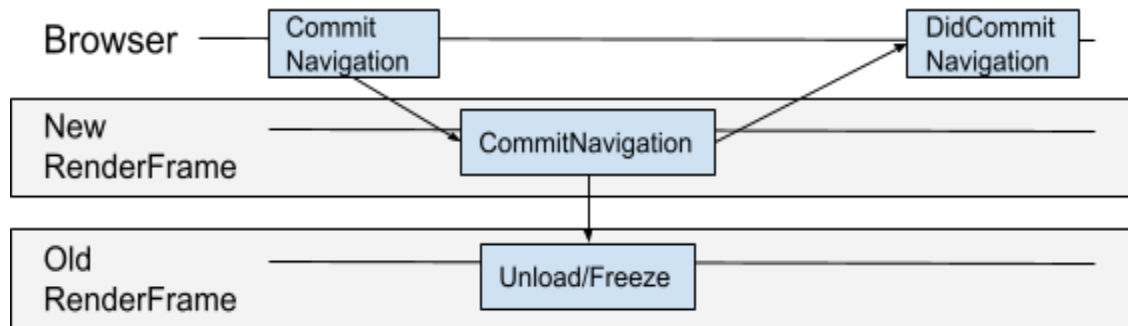 Browser
Commit
Navigation
DidCommit
Navigation
New
RenderFrame
CommitNavigation
Old
RenderFrame
Unload/Freeze